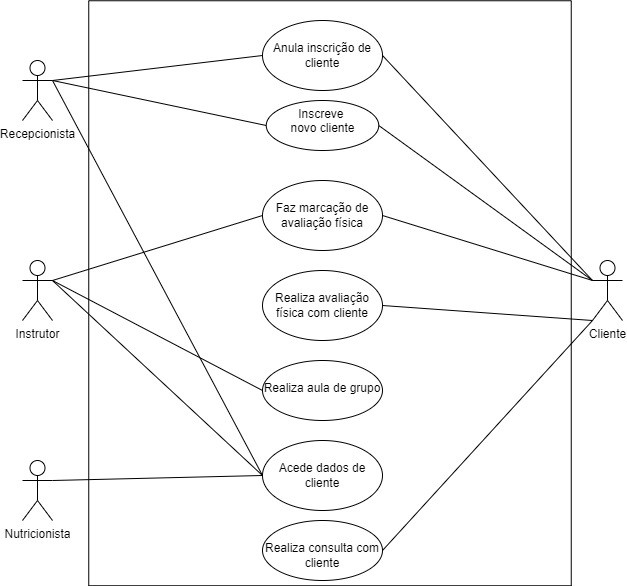 Anula inscrição de
cliente
Inscreve
novo cliente
Recepcionista
Faz marcação de
avaliação física
Realiza avaliação
física com cliente
Instrutor
Cliente
Realiza aula de grupo
Acede dados de
cliente
Nutricionista
Realiza consulta com
cliente